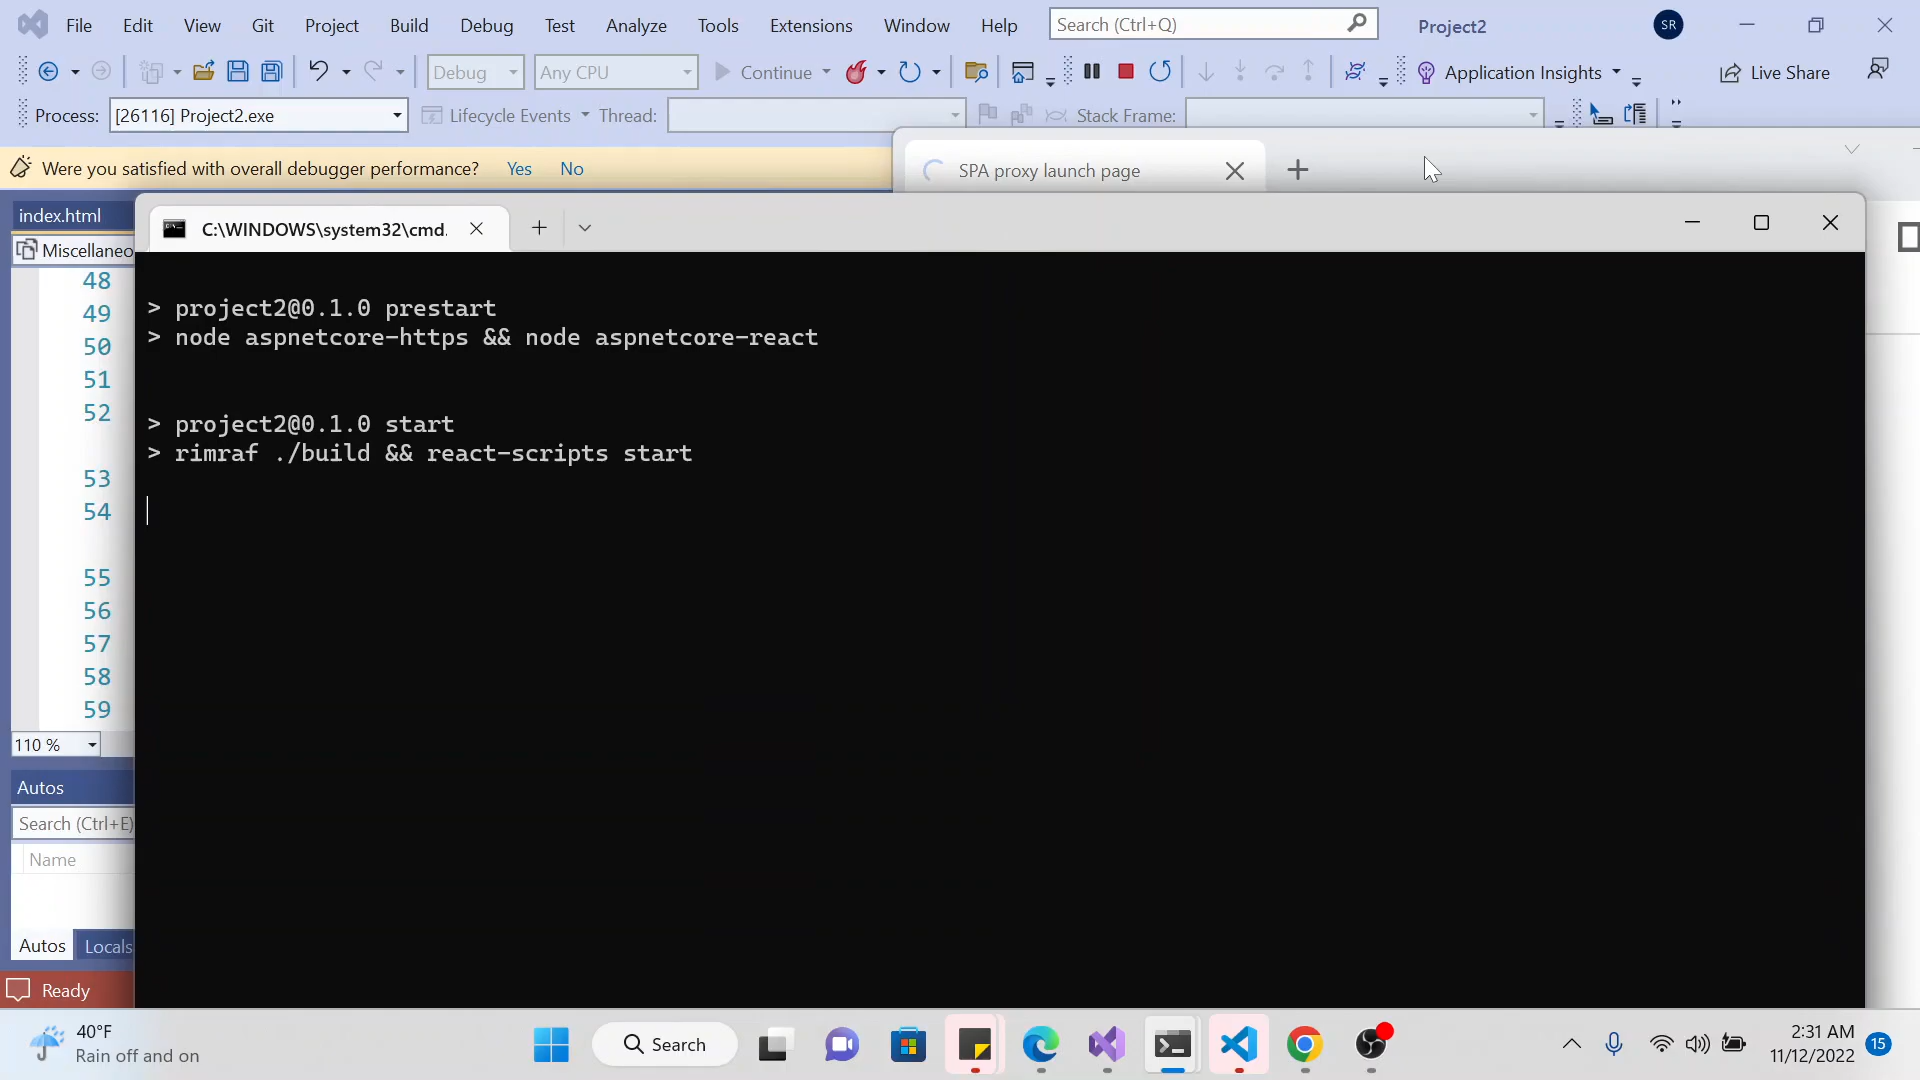 File Edit View Git Project Build Debug Test Analyze Tools Extensions Window Help Search (Ctrl+Q) Project2 SR
Debug Any CPU Continue Application Insights Live Share
Process: [26116] Project2.exe Lifecycle Events Thread: Stack Frame:
Were you satisfied with overall debugger performance? Yes No
SPA proxy launch page
index.html
C:\WINDOWS\system32\cmd.
Miscellaneo
48
49
50
51
52
53
54
55
56
57
58
59
> project2@0.1.0 prestart
> node aspnetcore-https && node aspnetcore-react
> project2@0.1.0 start
> rimraf ./build && react-scripts start
110 %
Autos
Search (Ctrl+E)
Name
Autos Locals
Ready
40°F
Rain off and on
Search
2:31 AM
11/12/2022
15